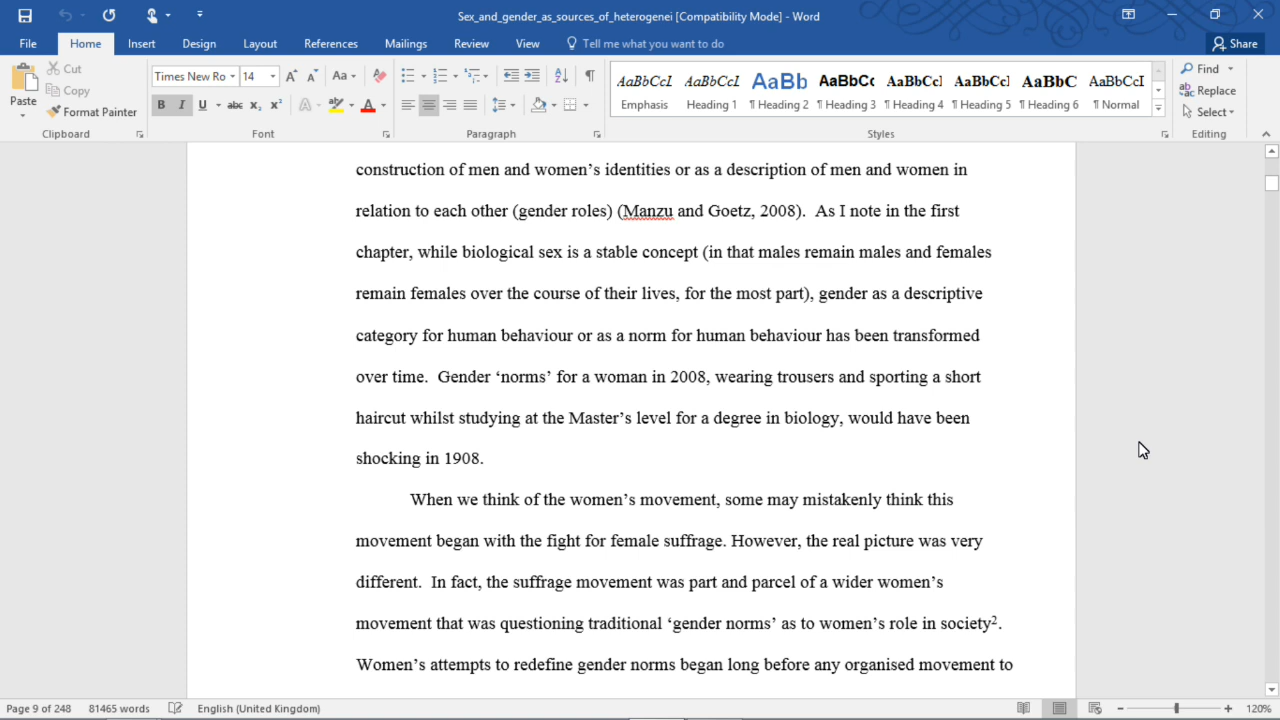 Sex_and_gender_as_sources_of_heterogenei [Compatibility Mode] - Word
File Home Insert Design Layout References Mailings Review View Tell me what you want to do Share
Paste Cut Copy Format Painter
Times New Ro 14
AaBbCcI AaBbCcI AaBb AaBbCc AaBbCcI AaBbCcI AaBbC AaBbCcI
Emphasis Heading 1 ¶ Heading 2 ¶ Heading 3 ¶ Heading 4 ¶ Heading 5 ¶ Heading 6 ¶ Normal
Find
Replace
Select
Clipboard Font Paragraph Styles Editing
construction of men and women’s identities or as a description of men and women in
relation to each other (gender roles) (Manzu and Goetz, 2008).  As I note in the first
chapter, while biological sex is a stable concept (in that males remain males and females
remain females over the course of their lives, for the most part), gender as a descriptive
category for human behaviour or as a norm for human behaviour has been transformed
over time.  Gender ‘norms’ for a woman in 2008, wearing trousers and sporting a short
haircut whilst studying at the Master’s level for a degree in biology, would have been
shocking in 1908.
When we think of the women’s movement, some may mistakenly think this
movement began with the fight for female suffrage. However, the real picture was very
different.  In fact, the suffrage movement was part and parcel of a wider women’s
movement that was questioning traditional ‘gender norms’ as to women’s role in society².
Women’s attempts to redefine gender norms began long before any organised movement to
Page 9 of 248 81465 words English (United Kingdom) 120%